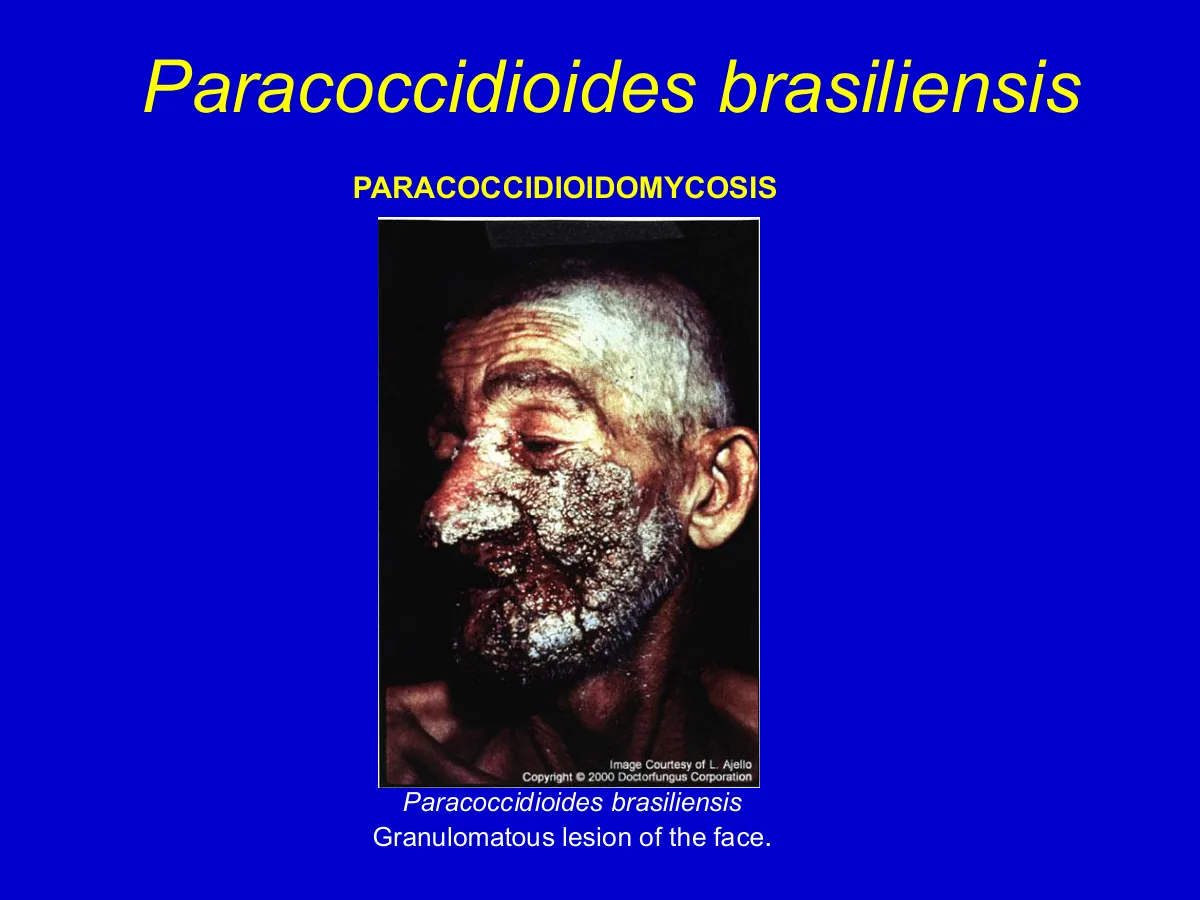 Paracoccidioides brasiliensis
PARACOCCIDIOIDOMYCOSIS
Image Courtesy of L. Ajello
Copyright © 2000 Doctorfungus Corporation
Paracoccidioides brasiliensis
Granulomatous lesion of the face.